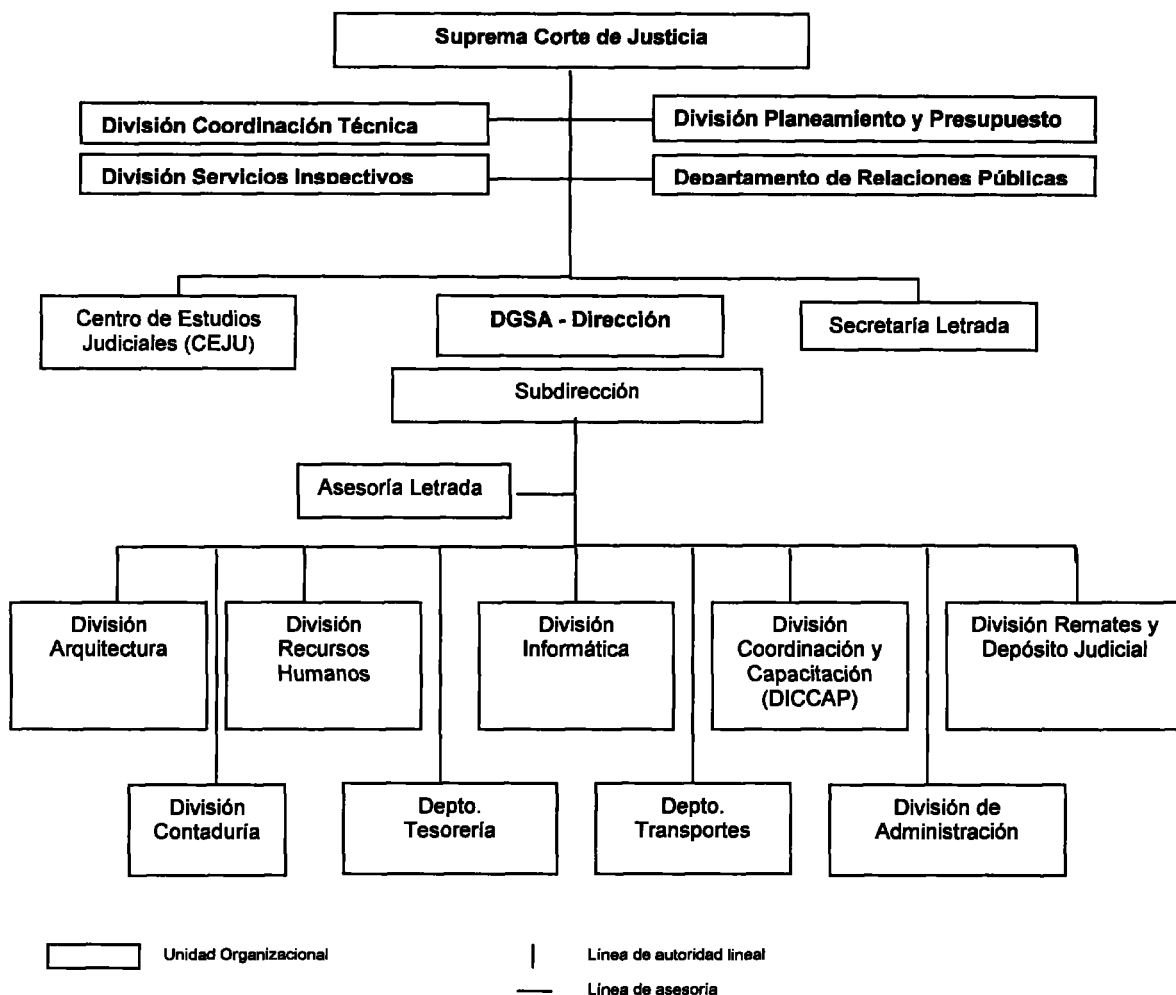 Suprema Corte de Justicia
División Coordinación Técnica
División Planeamiento y Presupuesto
División Servicios Inspectivos
Departamento de Relaciones Públicas
Centro de Estudios
Judiciales (CEJU)
DGSA - Dirección
Secretaría Letrada
Subdirección
Asesoría Letrada
División
Arquitectura
División
Recursos
Humanos
División
Informática
División
Coordinación y
Capacitación
(DICCAP)
División Remates y
Depósito Judicial
División
Contaduría
Depto.
Tesorería
Depto.
Transportes
División de
Administración
Unidad Organizacional
Línea de autoridad lineal
Línea de asesoría